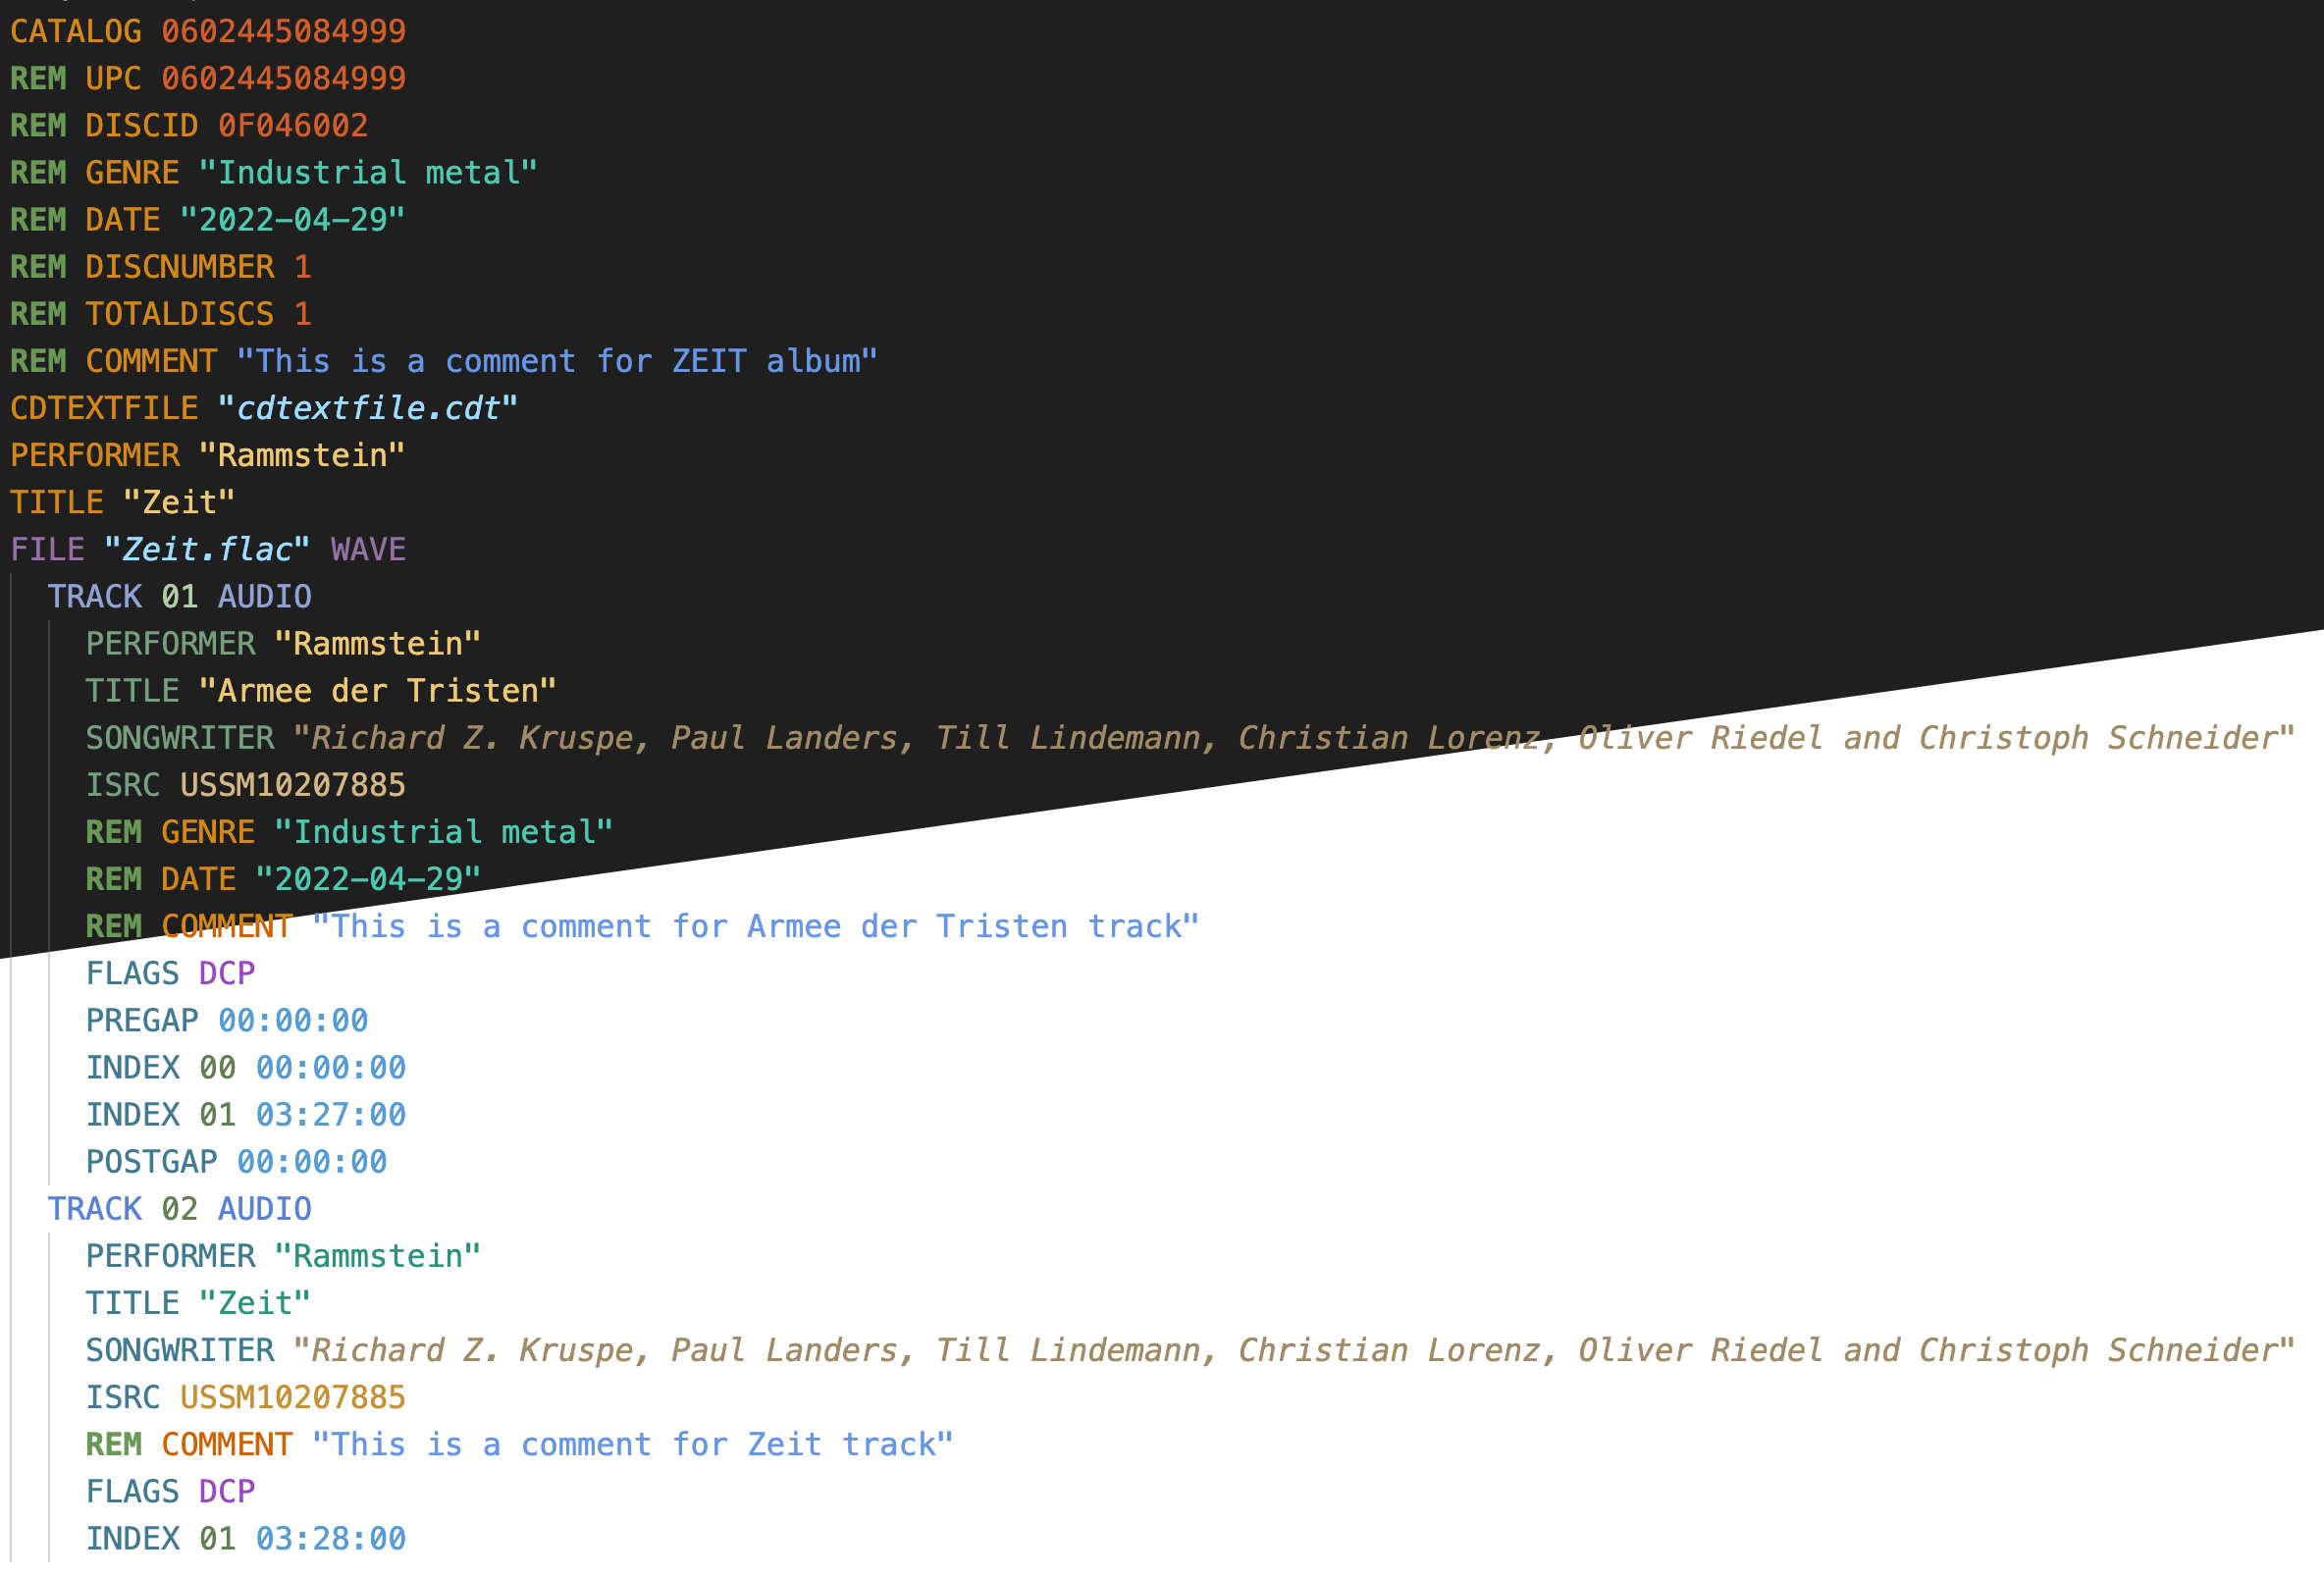 CATALOG 0602445084999
REM UPC 0602445084999
REM DISCID 0F046002
REM GENRE "Industrial metal"
REM DATE "2022-04-29"
REM DISCNUMBER 1
REM TOTALDISCS 1
REM COMMENT "This is a comment for ZEIT album"
CDTEXTFILE "cdtextfile.cdt"
PERFORMER "Rammstein"
TITLE "Zeit"
FILE "Zeit.flac" WAVE
  TRACK 01 AUDIO
    PERFORMER "Rammstein"
    TITLE "Armee der Tristen"
    SONGWRITER "Richard Z. Kruspe, Paul Landers, Till Lindemann, Christian Lorenz, Oliver Riedel and Christoph Schneider"
    ISRC USSM10207885
    REM GENRE "Industrial metal"
    REM DATE "2022-04-29"
    REM COMMENT "This is a comment for Armee der Tristen track"
    FLAGS DCP
    PREGAP 00:00:00
    INDEX 00 00:00:00
    INDEX 01 03:27:00
    POSTGAP 00:00:00
  TRACK 02 AUDIO
    PERFORMER "Rammstein"
    TITLE "Zeit"
    SONGWRITER "Richard Z. Kruspe, Paul Landers, Till Lindemann, Christian Lorenz, Oliver Riedel and Christoph Schneider"
    ISRC USSM10207885
    REM COMMENT "This is a comment for Zeit track"
    FLAGS DCP
    INDEX 01 03:28:00